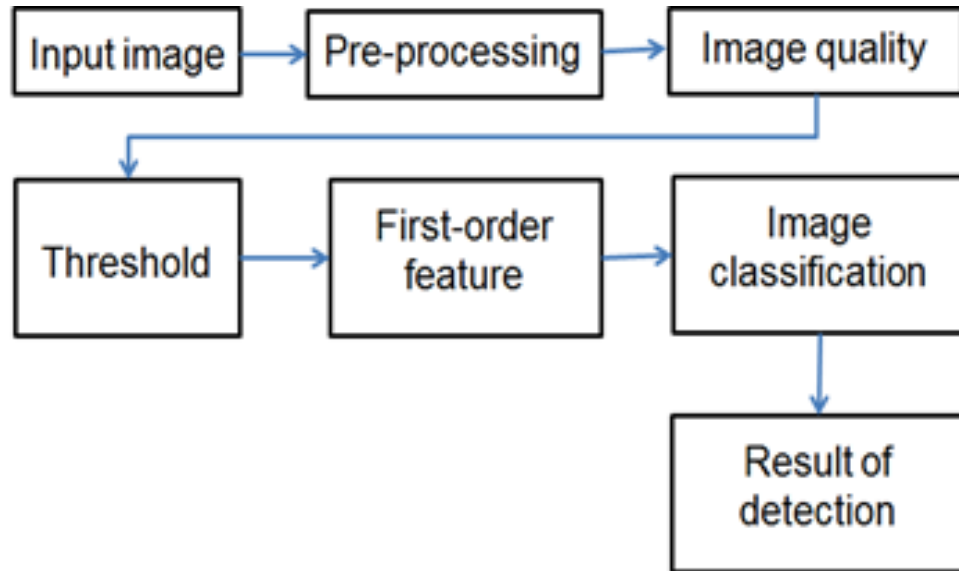 Input image
Pre-processing
Image quality
Threshold
First-order
feature
Image
classification
Result of
detection